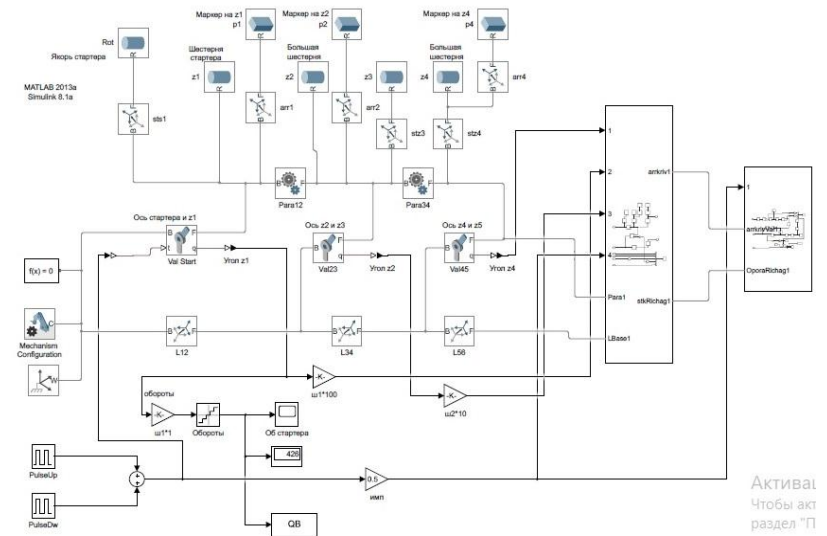 Маркер на z1
p1
Маркер на z2
p2
Маркер на z4
p4
Rot
Якорь стартера
Шестерня
стартера
z1
Большая
шестерня
z2
z3
Большая
шестерня
z4
arr4
MATLAB 2013a
Simulink 8.1a
sts1
arr1
arr2
stz3
stz4
Para12
Para34
Ось стартера и z1
Val Start
Угол z1
Ось z2 и z3
Val23
Угол z2
Ось z4 и z5
Val45
Угол z4
f(x) = 0
Mechanism
Configuration
L12
L34
L56
1
2
3
4
Para1
LBase1
arrkriv1
stkRichag1
1
OporaRichag1
обороты
-K-
ш1*1
Обороты
Об стартера
-K-
ш1*100
-K-
ш2*10
426
QB
0.5
имп
PulseUp
PulseDw
Активац
Чтобы акт
раздел "П